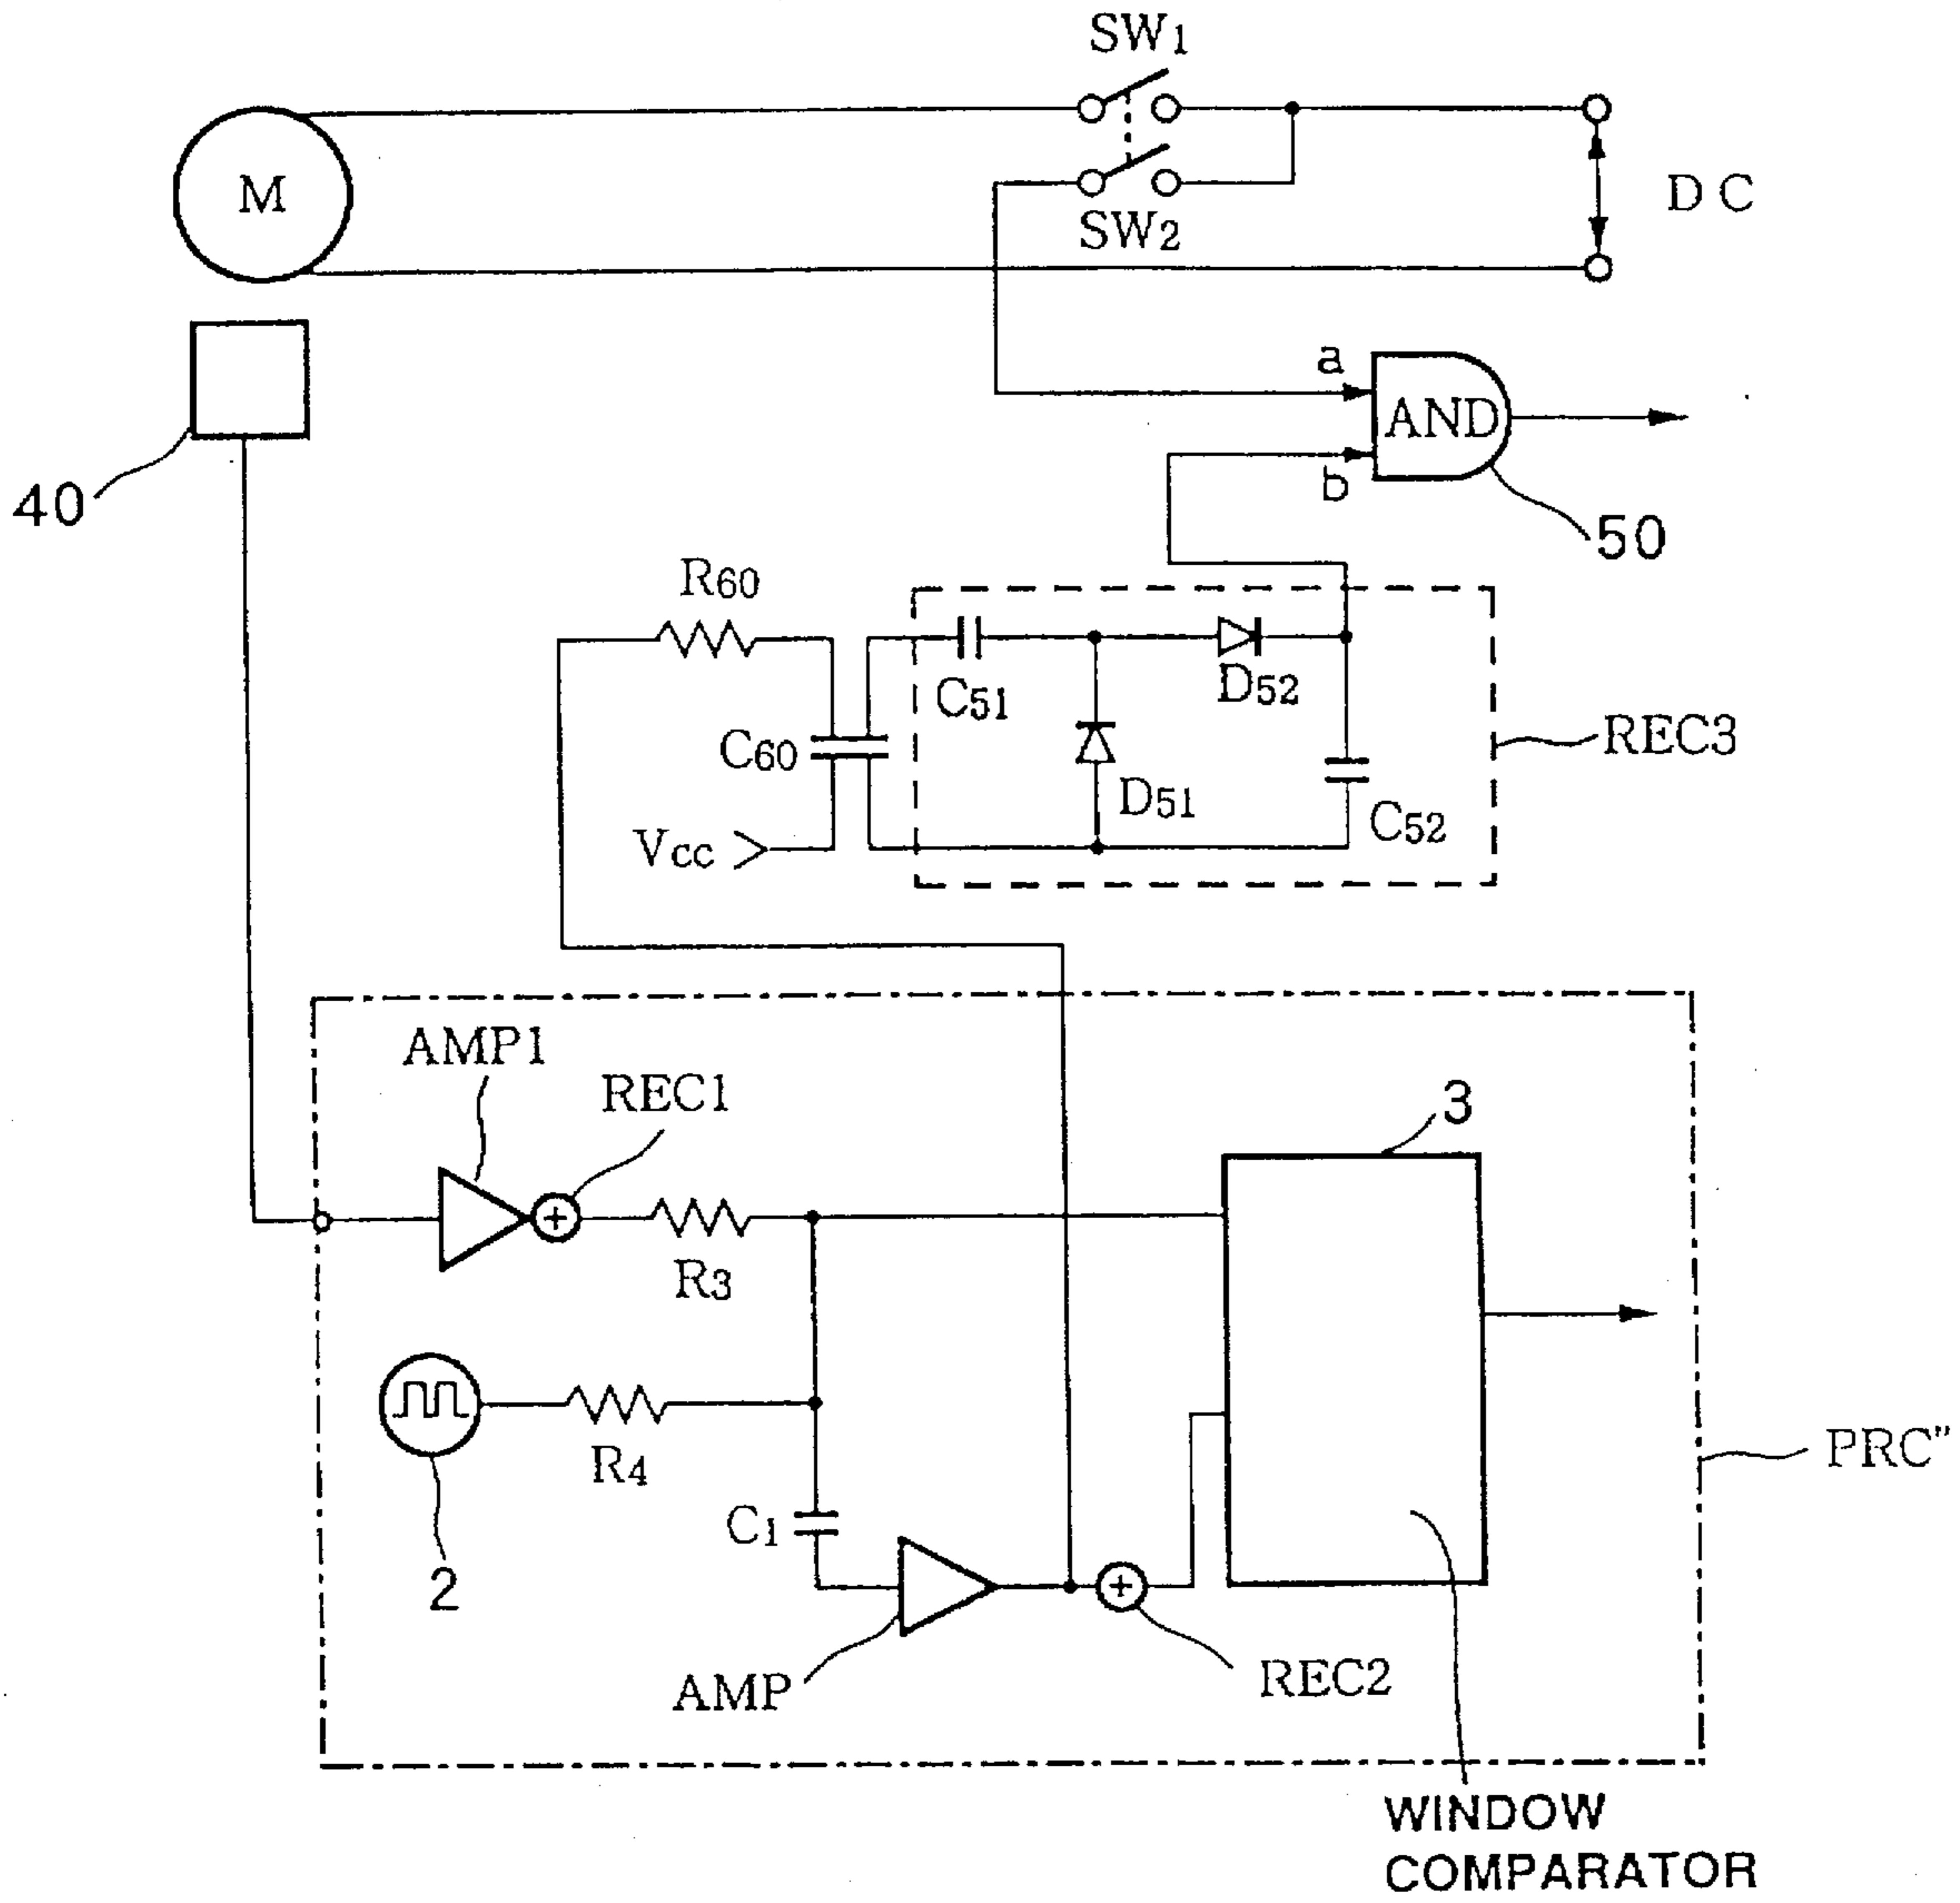 SW1
M
SW2
DC
a
AND
b
40
50
R60
C51
D52
REC3
C60
D51
C52
Vcc
AMP1
REC1
3
R3
2
R4
C1
PRC"
AMP
REC2
WINDOW
COMPARATOR